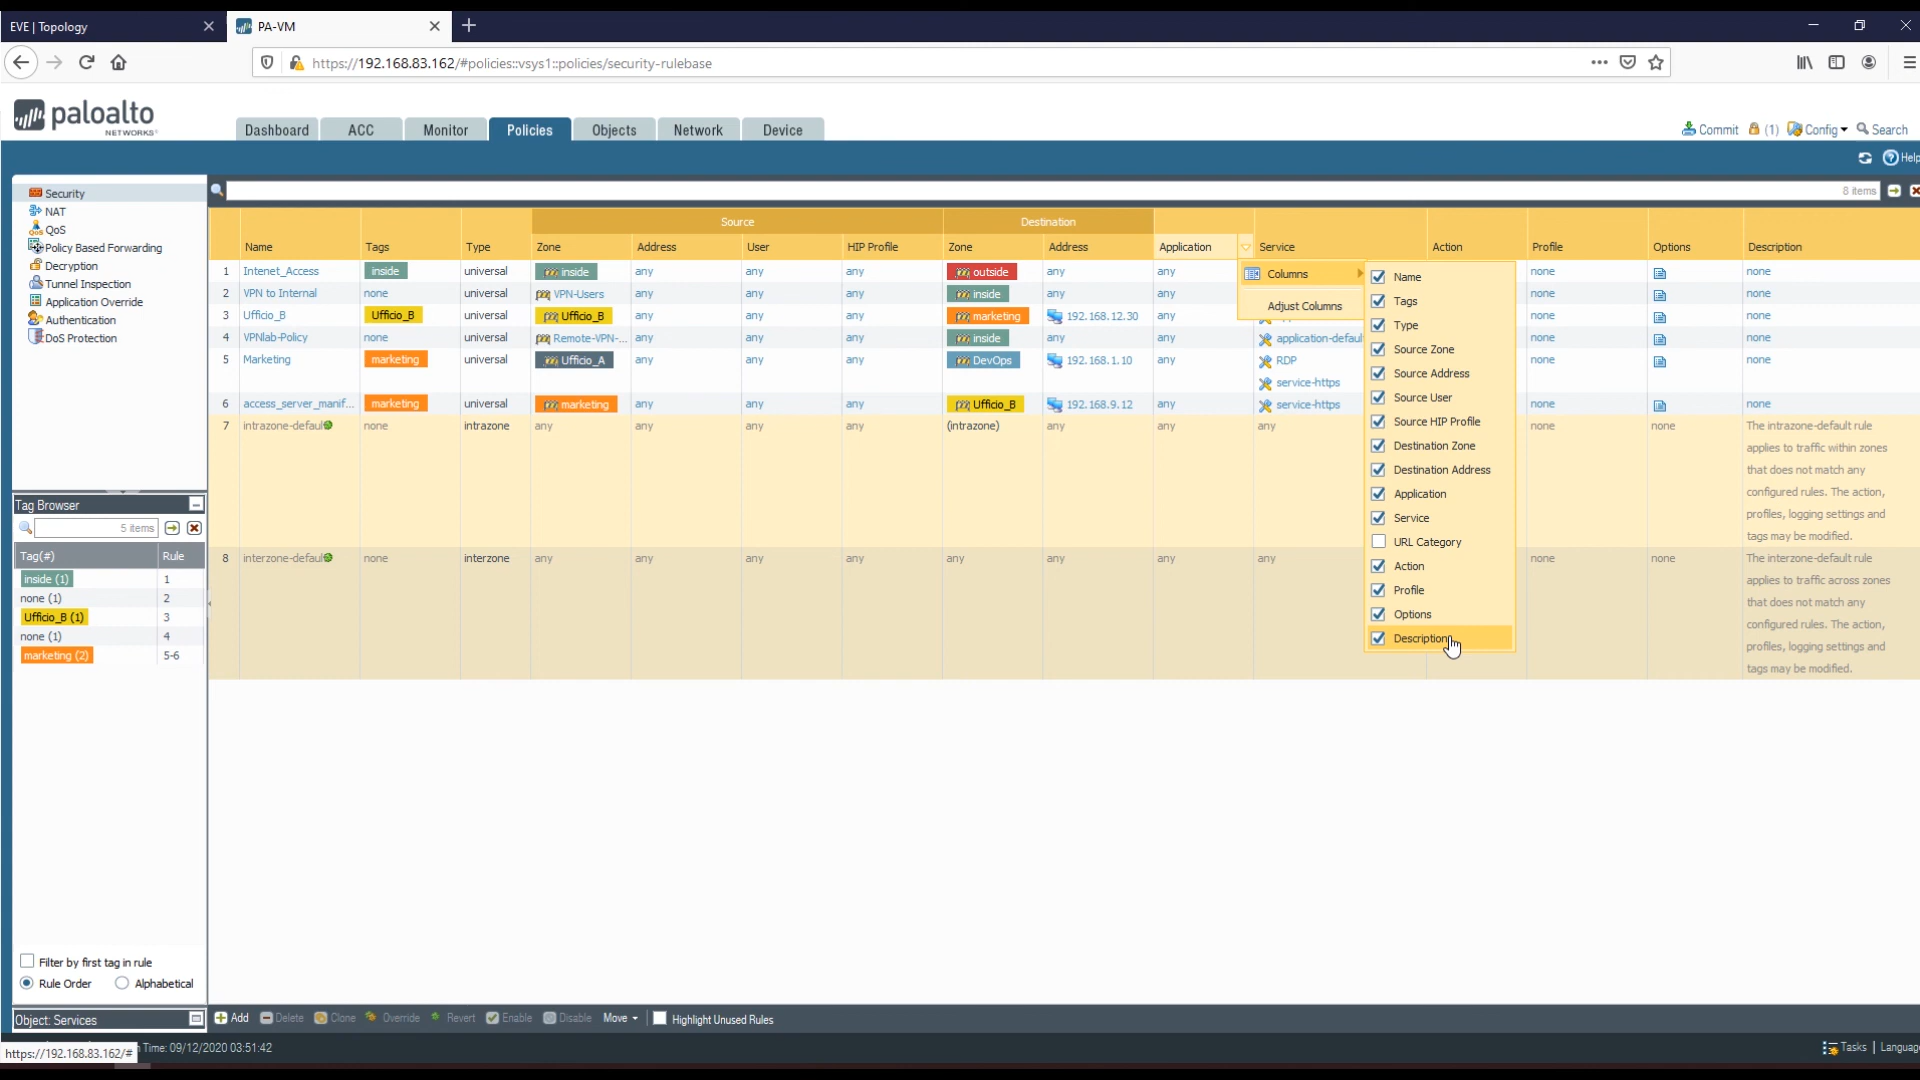 EVE | Topology
PA-VM
https://192.168.83.162/#policies::vsys1::policies/security-rulebase
paloalto
NETWORKS
Dashboard ACC Monitor Policies Objects Network Device
Commit (1) Config Search
Help
Security
NAT
QoS
Policy Based Forwarding
Decryption
Tunnel Inspection
Application Override
Authentication
DoS Protection
8 items
Source Destination
Name Tags Type Zone Address User HIP Profile Zone Address Application Service Action Profile Options Description
1 Intenet_Access inside universal inside any any any outside any any none none
2 VPN to Internal none universal VPN-Users any any any inside any any none none
3 Ufficio_B Ufficio_B universal Ufficio_B any any any marketing 192.168.12.30 any none none
4 VPNlab-Policy none universal Remote-VPN-... any any any inside any any application-defaul none none
5 Marketing marketing universal Ufficio_A any any any DevOps 192.168.1.10 any RDP none none
service-https
6 access_server_manif... marketing universal marketing any any any Ufficio_B 192.168.9.12 any service-https none none
7 intrazone-defaul none intrazone any any any any (intrazone) any any any none none The intrazone-default rule
applies to traffic within zones
that does not match any
configured rules. The action,
profiles, logging settings and
tags may be modified.
8 interzone-defaul none interzone any any any any any any any any none none The interzone-default rule
applies to traffic across zones
that does not match any
configured rules. The action,
profiles, logging settings and
tags may be modified.
Columns
Adjust Columns
Name
Tags
Type
Source Zone
Source Address
Source User
Source HIP Profile
Destination Zone
Destination Address
Application
Service
URL Category
Action
Profile
Options
Description
Tag Browser
5 items
Tag(#) Rule
inside (1) 1
none (1) 2
Ufficio_B (1) 3
none (1) 4
marketing (2) 5-6
Filter by first tag in rule
Rule Order Alphabetical
Object: Services
Add Delete Clone Override Revert Enable Disable Move Highlight Unused Rules
https://192.168.83.162/#
Time: 09/12/2020 03:51:42
Tasks | Languag